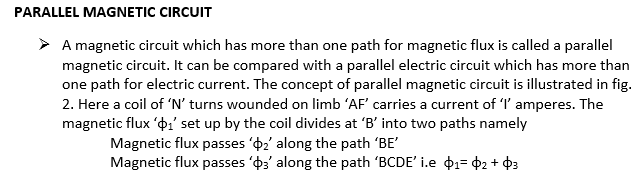 PARALLEL MAGNETIC CIRCUIT
➢ A magnetic circuit which has more than one path for magnetic flux is called a parallel
magnetic circuit. It can be compared with a parallel electric circuit which has more than
one path for electric current. The concept of parallel magnetic circuit is illustrated in fig.
2. Here a coil of ‘N’ turns wounded on limb ‘AF’ carries a current of ‘I’ amperes. The
magnetic flux ‘ϕ₁’ set up by the coil divides at ‘B’ into two paths namely
Magnetic flux passes ‘ϕ₂’ along the path ‘BE’
Magnetic flux passes ‘ϕ₃’ along the path ‘BCDE’ i.e ϕ₁= ϕ₂ + ϕ₃